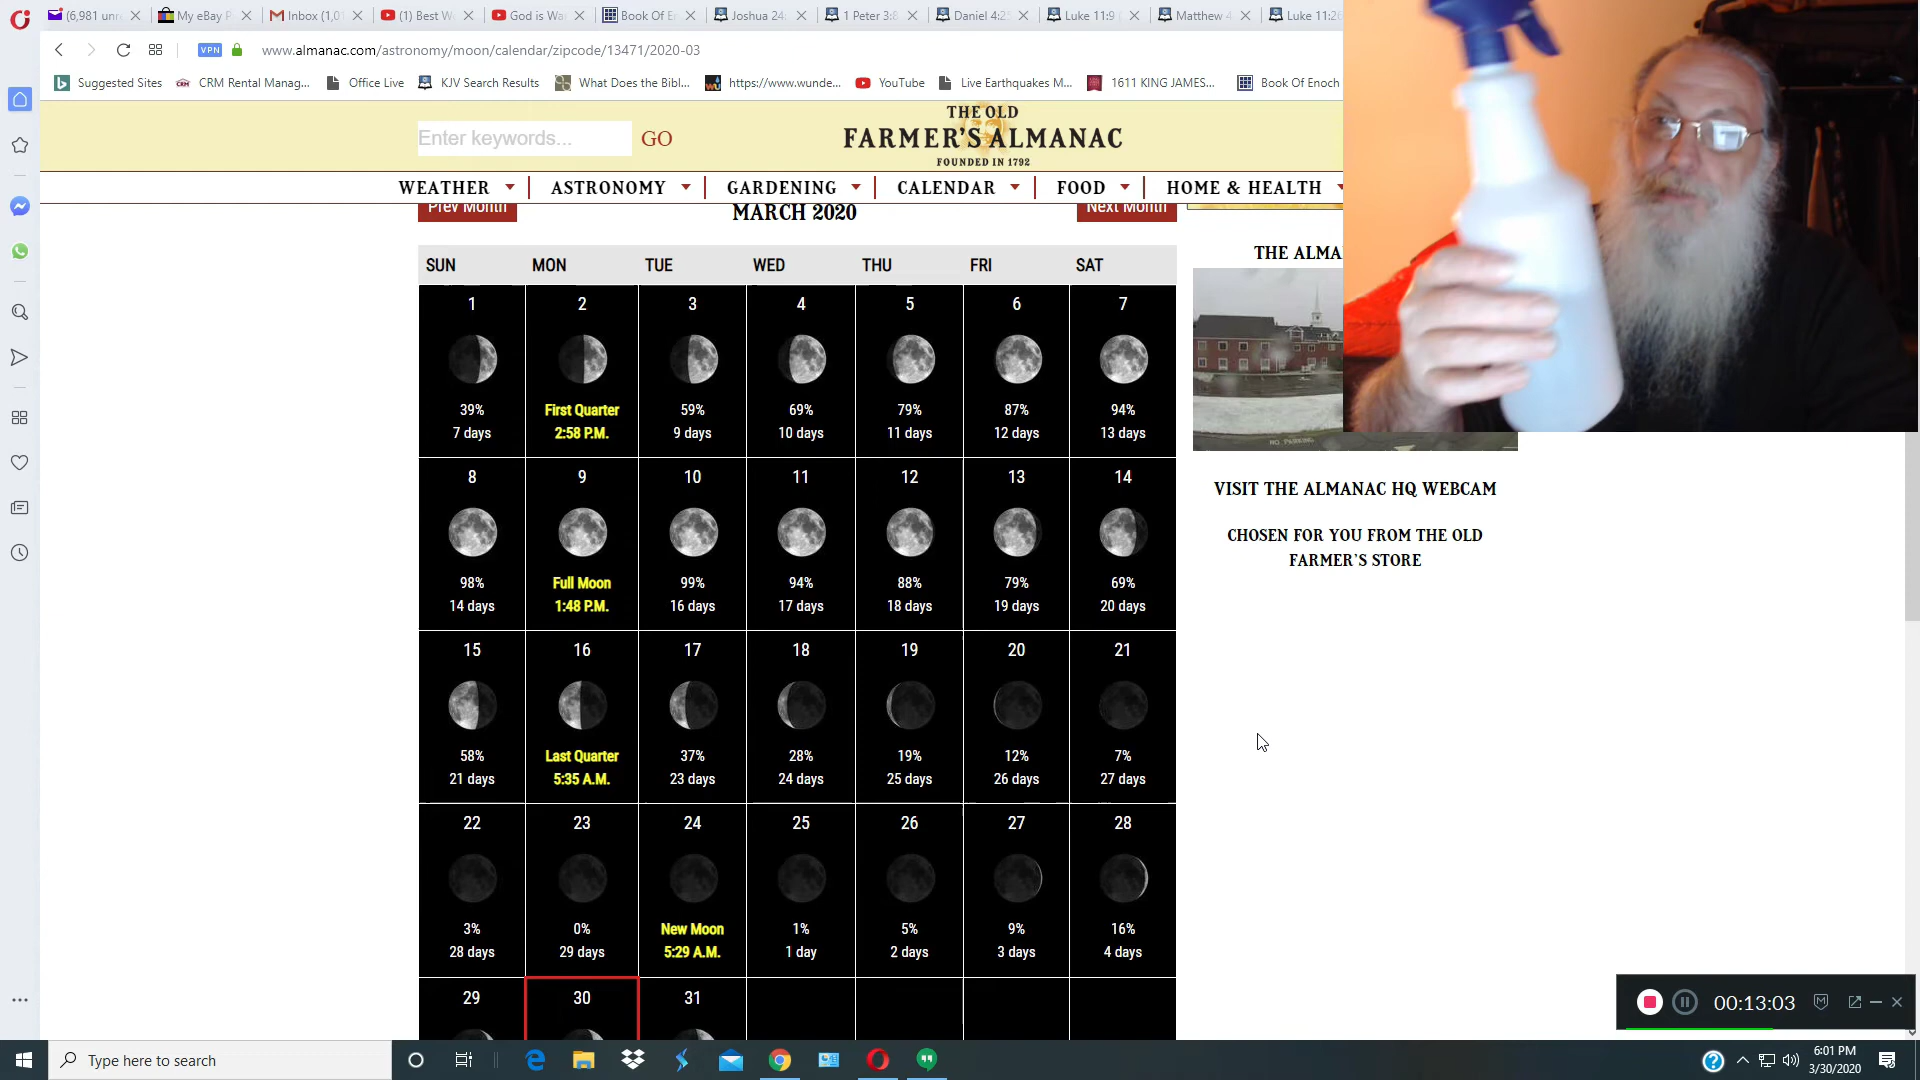 (6,981 unr
My eBay P
Inbox (1,01
(1) Best W
God is Wa
Book Of E
Joshua 24:
1 Peter 3:8
Daniel 4:25
Luke 11:9 (
Matthew 4
Luke 11:20
VPN
www.almanac.com/astronomy/moon/calendar/zipcode/13471/2020-03
Suggested Sites
CRM Rental Manag...
Office Live
KJV Search Results
What Does the Bibl...
https://www.wunde...
YouTube
Live Earthquakes M...
1611 KING JAMES...
Book Of Enoch
Enter keywords...
GO
THE OLD
FARMER'S ALMANAC
FOUNDED IN 1792
WEATHER
ASTRONOMY
GARDENING
CALENDAR
FOOD
HOME & HEALTH
Prev Month
MARCH 2020
Next Month
SUN MON TUE WED THU FRI SAT
1 2 3 4 5 6 7
39% First Quarter 59% 69% 79% 87% 94%
7 days 2:58 P.M. 9 days 10 days 11 days 12 days 13 days
8 9 10 11 12 13 14
98% Full Moon 99% 94% 88% 79% 69%
14 days 1:48 P.M. 16 days 17 days 18 days 19 days 20 days
15 16 17 18 19 20 21
58% Last Quarter 37% 28% 19% 12% 7%
21 days 5:35 A.M. 23 days 24 days 25 days 26 days 27 days
22 23 24 25 26 27 28
3% 0% New Moon 1% 5% 9% 16%
28 days 29 days 5:29 A.M. 1 day 2 days 3 days 4 days
29 30 31
THE ALMA
NO PARKING
VISIT THE ALMANAC HQ WEBCAM
CHOSEN FOR YOU FROM THE OLD
FARMER'S STORE
00:13:03
Type here to search
6:01 PM
3/30/2020